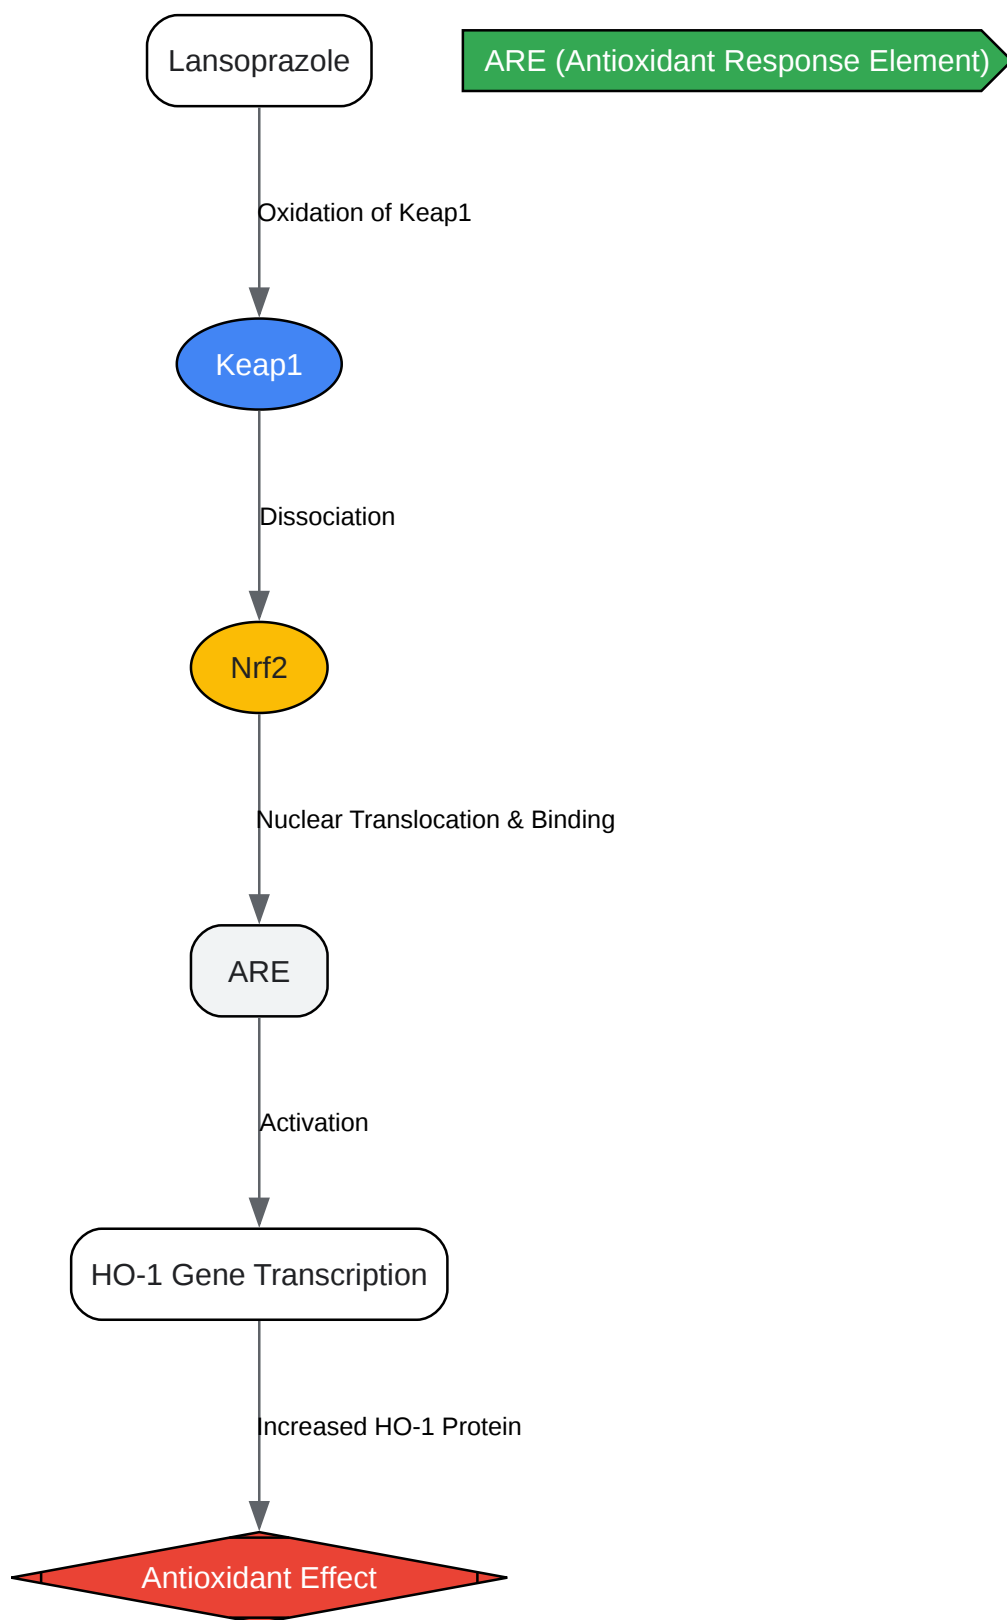 Lansoprazole
ARE (Antioxidant Response Element)
Oxidation of Keap1
Keap1
Dissociation
Nrf2
Nuclear Translocation & Binding
ARE
Activation
HO-1 Gene Transcription
Increased HO-1 Protein
Antioxidant Effect